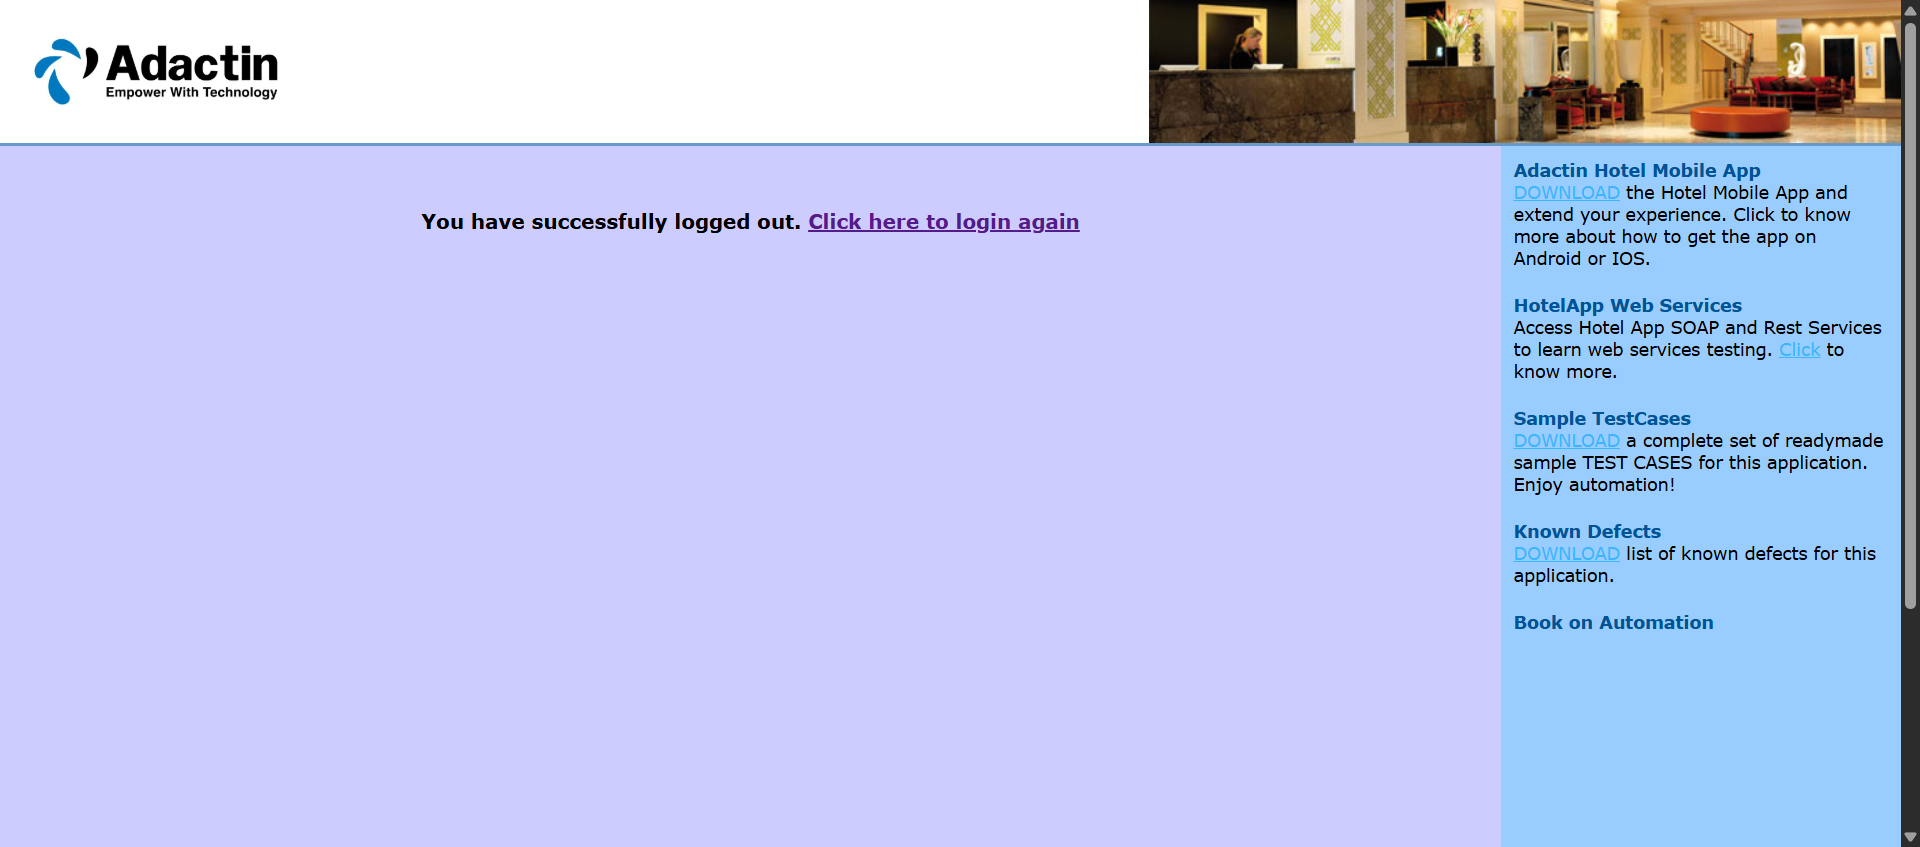 Adactin
Empower With Technology
You have successfully logged out. Click here to login again
Adactin Hotel Mobile App
DOWNLOAD the Hotel Mobile App and
extend your experience. Click to know
more about how to get the app on
Android or IOS.
HotelApp Web Services
Access Hotel App SOAP and Rest Services
to learn web services testing. Click to
know more.
Sample TestCases
DOWNLOAD a complete set of readymade
sample TEST CASES for this application.
Enjoy automation!
Known Defects
DOWNLOAD list of known defects for this
application.
Book on Automation